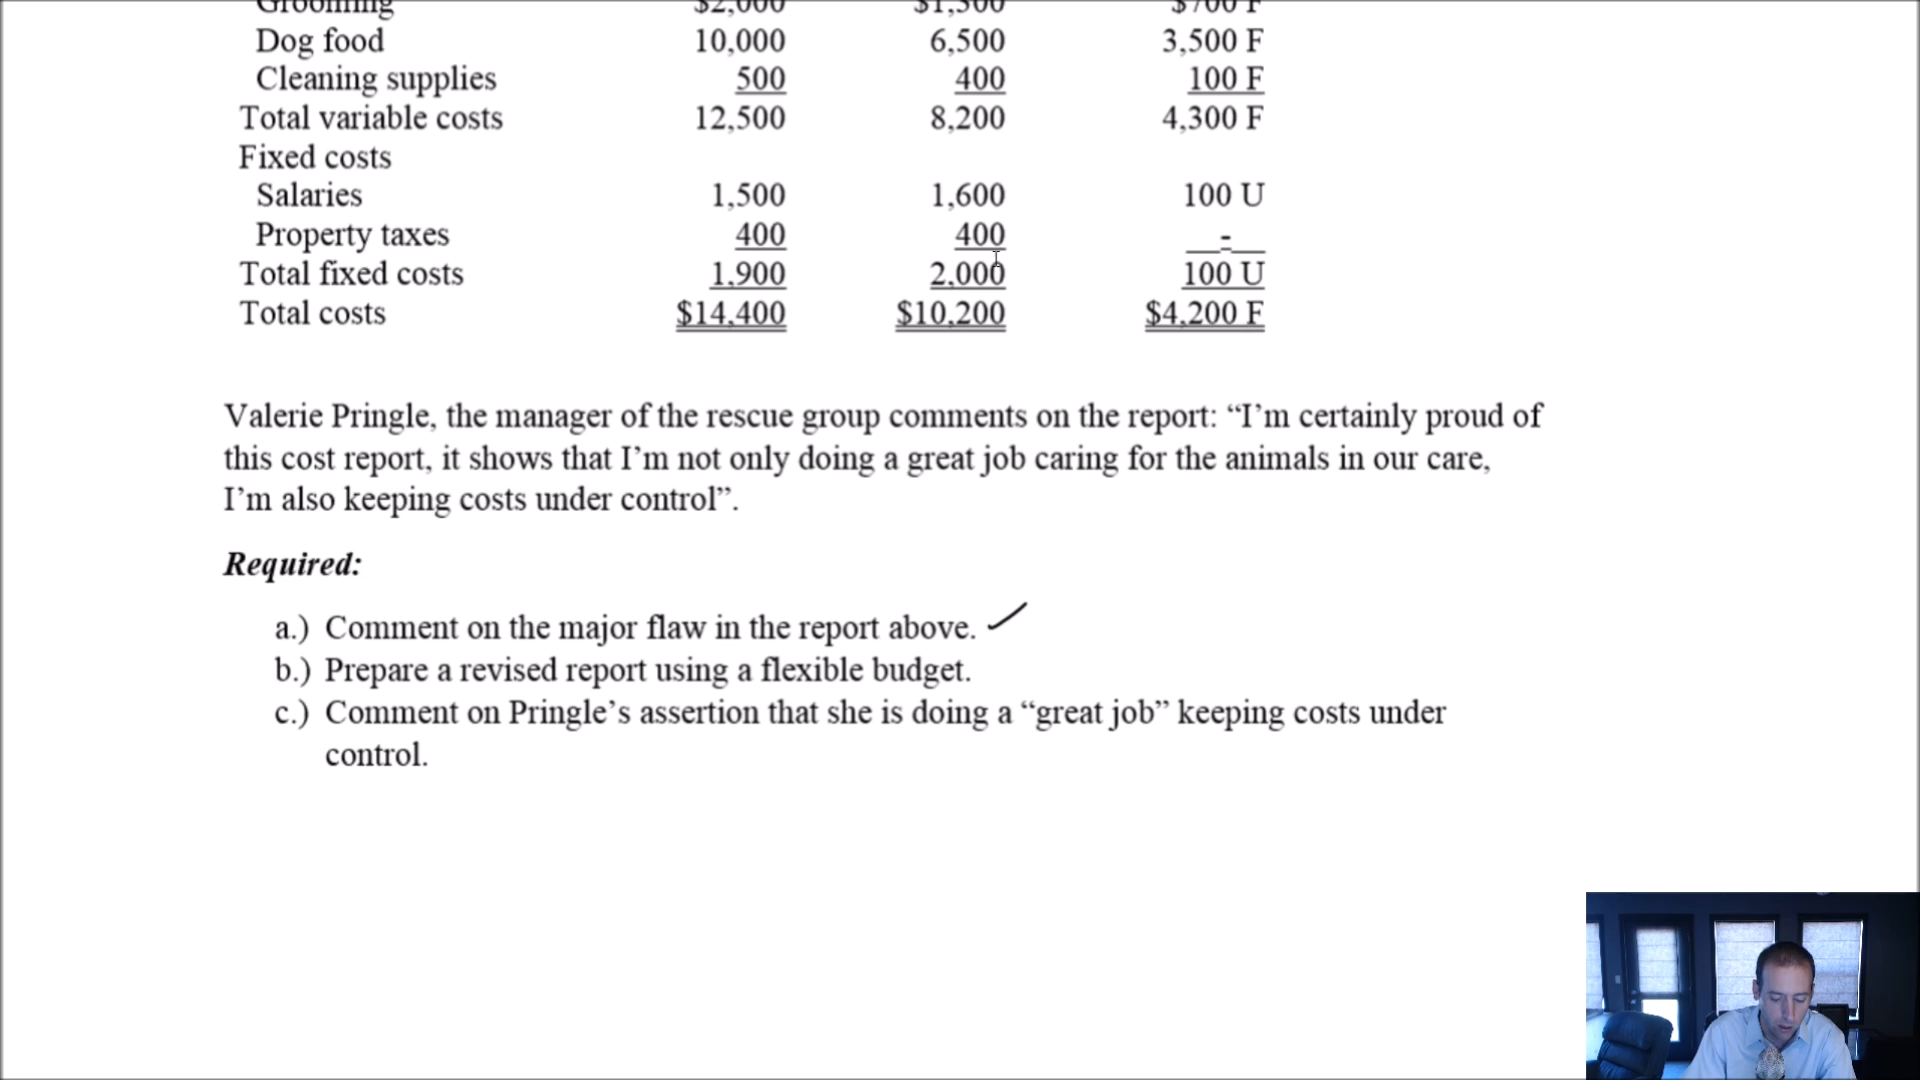 Grooming $2,000 $1,300 $700 F
Dog food 10,000 6,500 3,500 F
Cleaning supplies 500 400 100 F
Total variable costs 12,500 8,200 4,300 F
Fixed costs
Salaries 1,500 1,600 100 U
Property taxes 400 400 -
Total fixed costs 1,900 2,000 100 U
Total costs $14,400 $10,200 $4,200 F
Valerie Pringle, the manager of the rescue group comments on the report: “I’m certainly proud of
this cost report, it shows that I’m not only doing a great job caring for the animals in our care,
I’m also keeping costs under control”.
Required:
a.) Comment on the major flaw in the report above.
b.) Prepare a revised report using a flexible budget.
c.) Comment on Pringle’s assertion that she is doing a “great job” keeping costs under
control.